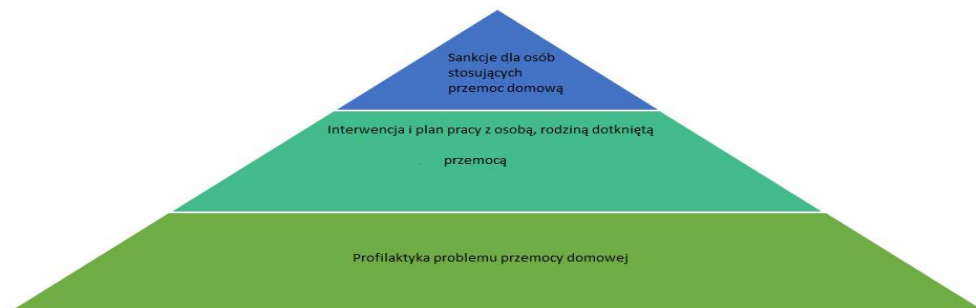 Sankcje dla osób
stosujących
przemoc domową
Interwencja i plan pracy z osobą, rodziną dotkniętą
przemocą
Profilaktyka problemu przemocy domowej